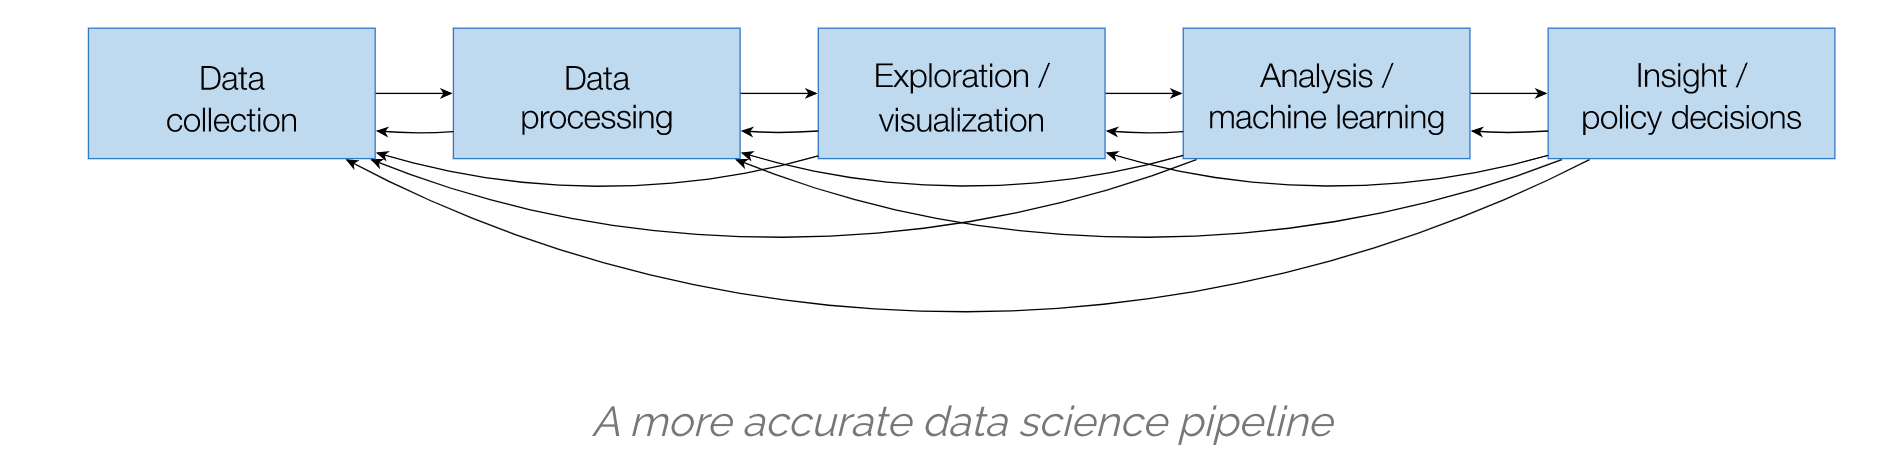 Data
collection
Data
processing
Exploration /
visualization
Analysis /
machine learning
Insight /
policy decisions
A more accurate data science pipeline